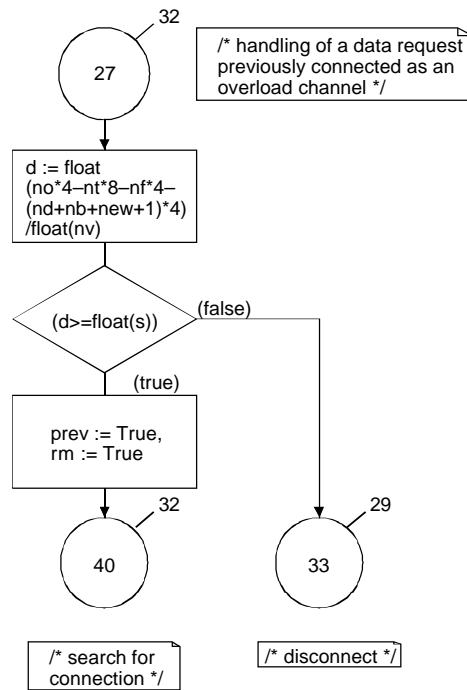 32
27
/* handling of a data request
previously connected as an
overload channel */
d := float
(no*4–nt*8–nf*4–
(nd+nb+new+1)*4)
/float(nv)
(d>=float(s))
(false)
(true)
prev := True,
rm := True
32
29
40
33
/* search for
connection */
/* disconnect */